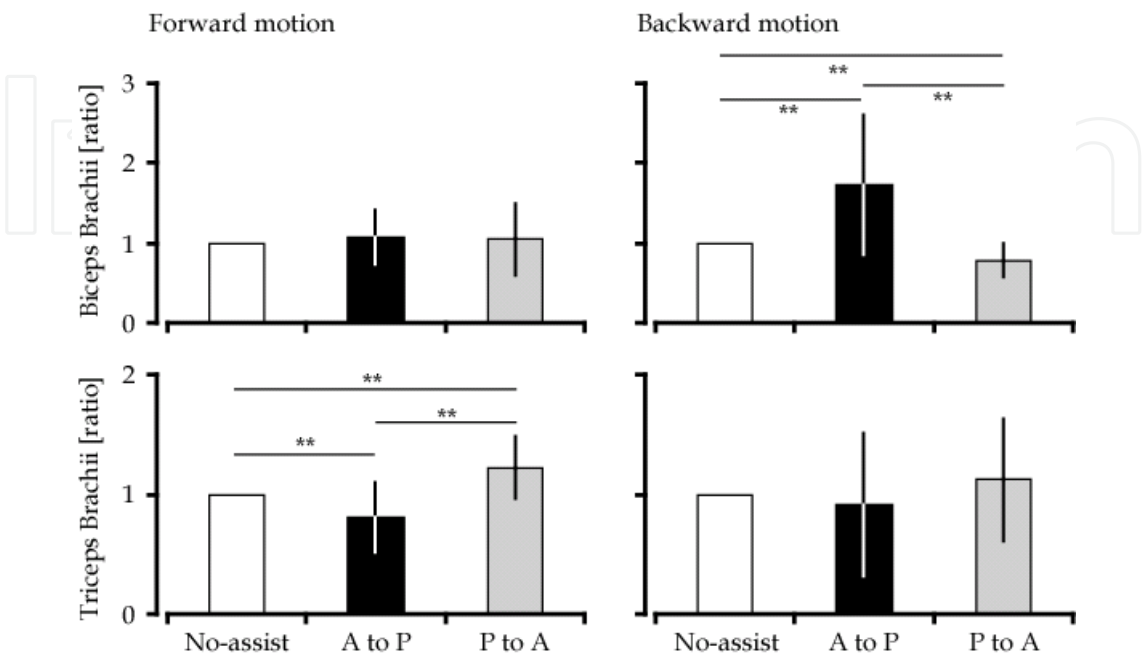 Forward motion
Backward motion
Biceps Brachii [ratio]
3
2
1
0
**
**
**
Triceps Brachii [ratio]
2
1
0
**
**
**
No-assist A to P P to A
No-assist A to P P to A